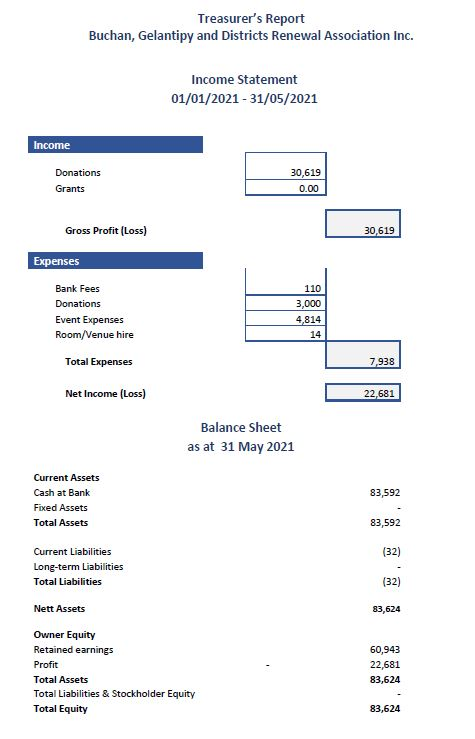 Treasurer's Report
Buchan, Gelantipy and Districts Renewal Association Inc.
Income Statement
01/01/2021 - 31/05/2021
Income
Donations 30,619
Grants 0.00
Gross Profit (Loss) 30,619
Expenses
Bank Fees 110
Donations 3,000
Event Expenses 4,814
Room/Venue hire 14
Total Expenses 7,938
Net Income (Loss) 22,681
Balance Sheet
as at 31 May 2021
Current Assets
Cash at Bank 83,592
Fixed Assets -
Total Assets 83,592
Current Liabilities (32)
Long-term Liabilities -
Total Liabilities (32)
Nett Assets 83,624
Owner Equity
Retained earnings 60,943
Profit - 22,681
Total Assets 83,624
Total Liabilities & Stockholder Equity -
Total Equity 83,624